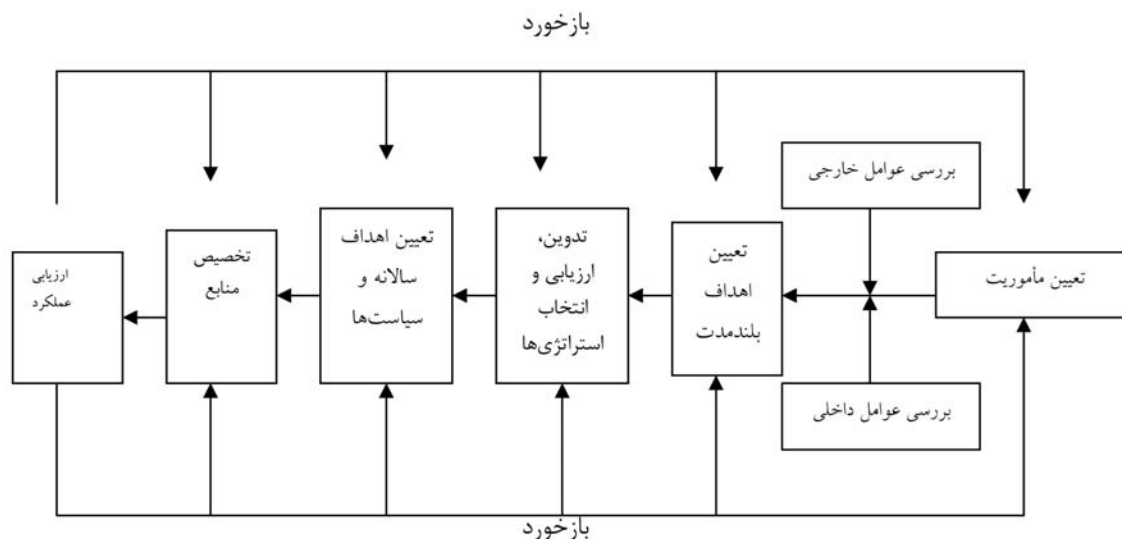 بازخورد
بررسی عوامل خارجی
تعیین مأموریت
تعیین
اهداف
بلندمدت
تدوین،
ارزیابی و
انتخاب
استراتژی‌ها
تعیین اهداف
سالانه و
سیاست‌ها
تخصیص
منابع
ارزیابی
عملکرد
بررسی عوامل داخلی
بازخورد